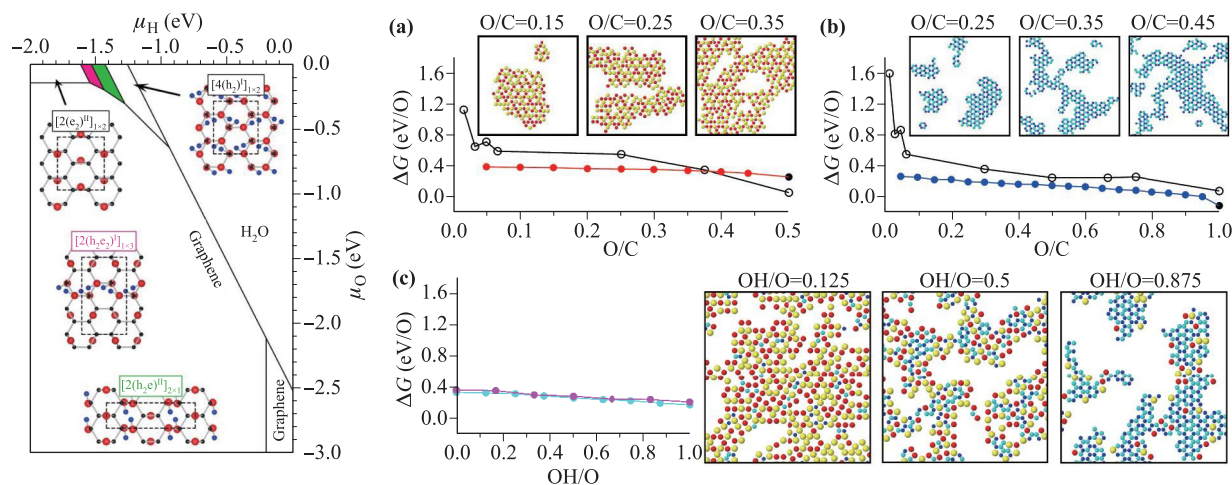 μH (eV)
−2.0 −1.5 −1.0 −0.5 0.0
0.0
−0.5
−1.0
−1.5
−2.0
−2.5
−3.0
μO (eV)
[2(e2)II]1×2
[4(h2)I]1×2
[2(h2e2)I]1×3
[2(h2e)II]2×1
H2O
Graphene
Graphene
(a)
O/C=0.15 O/C=0.25 O/C=0.35
ΔG (eV/O)
1.6
1.2
0.8
0.4
0.0
0.0 0.1 0.2 0.3 0.4 0.5
O/C
(b)
O/C=0.25 O/C=0.35 O/C=0.45
ΔG (eV/O)
1.6
1.2
0.8
0.4
0.0
0.0 0.2 0.4 0.6 0.8 1.0
O/C
(c)
OH/O=0.125 OH/O=0.5 OH/O=0.875
ΔG (eV/O)
1.6
1.2
0.8
0.4
0.0
0.0 0.2 0.4 0.6 0.8 1.0
OH/O